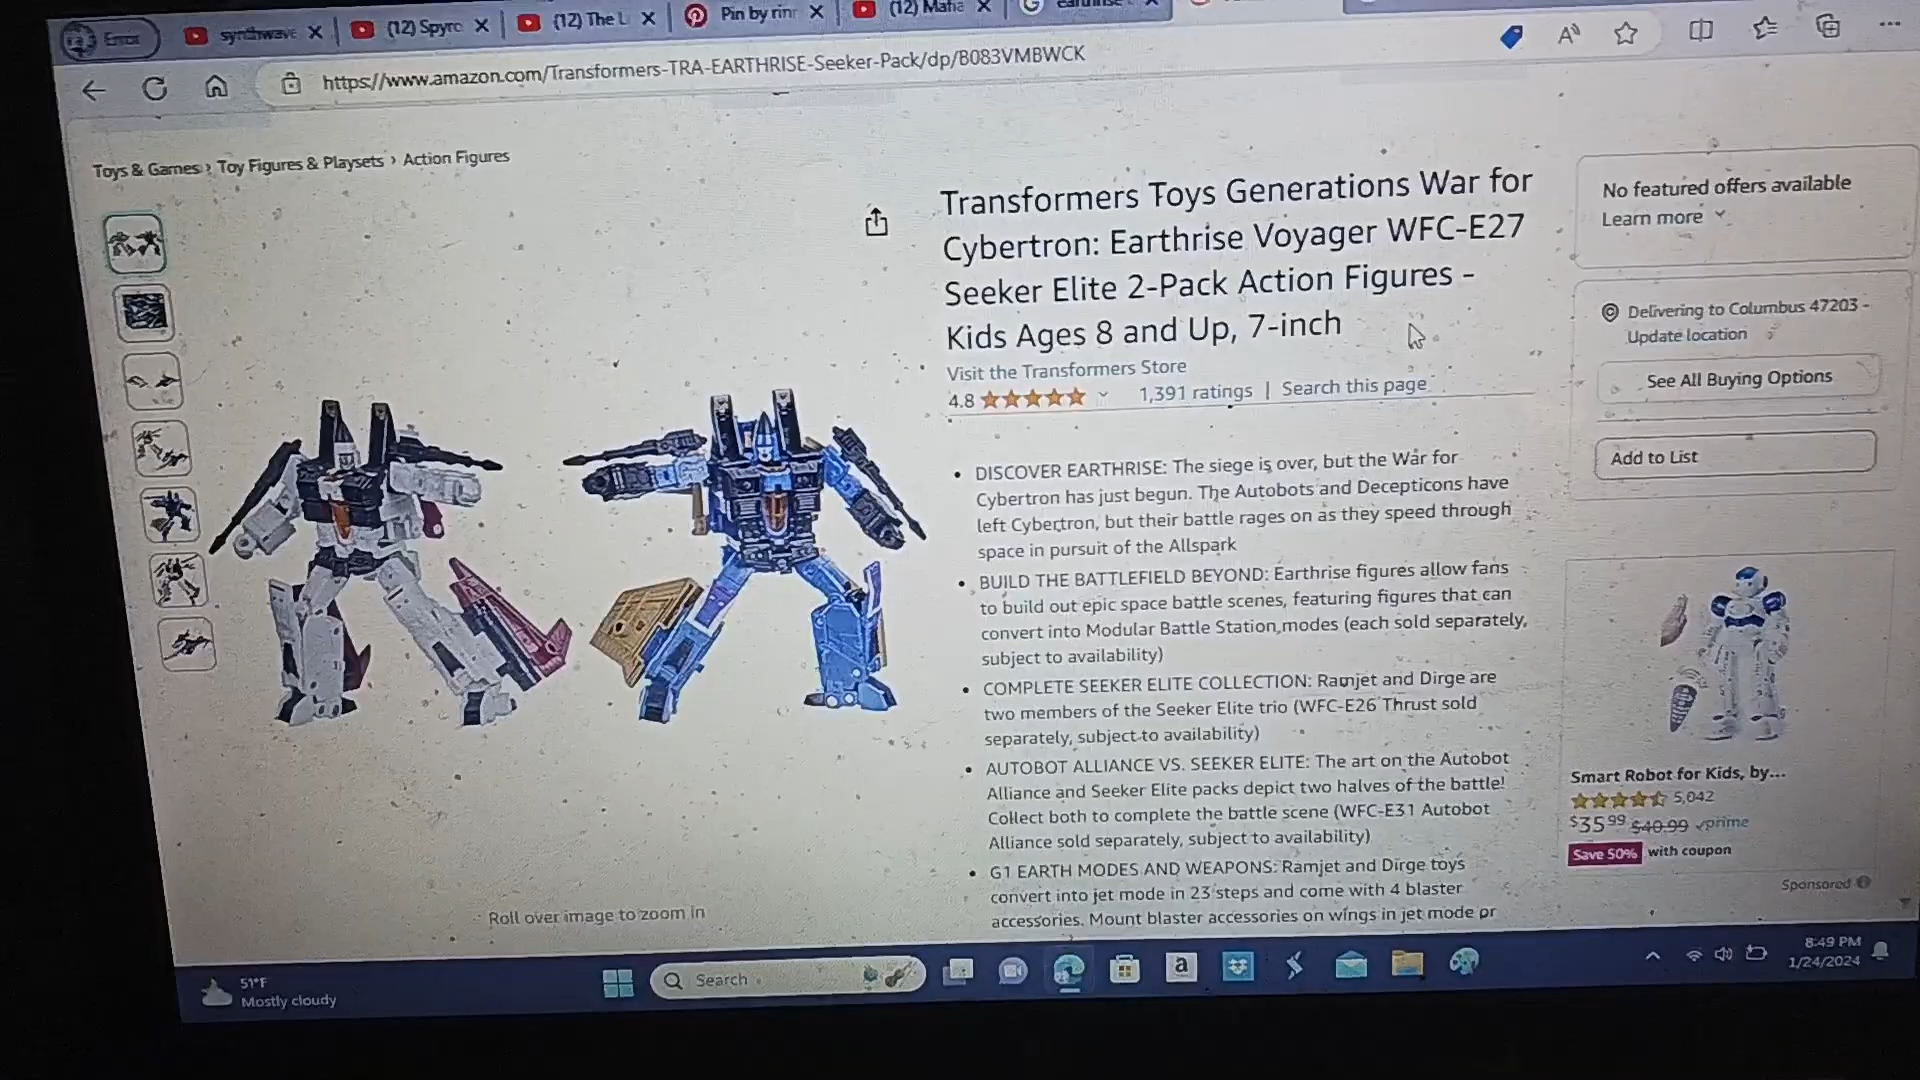 Error
synthwave
(12) Spyro
(12) The L
Pin by rinr
(12) Mafia
https://www.amazon.com/Transformers-TRA-EARTHRISE-Seeker-Pack/dp/B083VMBWCK
Toys & Games › Toy Figures & Playsets › Action Figures
Transformers Toys Generations War for
Cybertron: Earthrise Voyager WFC-E27
Seeker Elite 2-Pack Action Figures -
Kids Ages 8 and Up, 7-inch
Visit the Transformers Store
4.8
1,391 ratings | Search this page
• DISCOVER EARTHRISE: The siege is over, but the War for
Cybertron has just begun. The Autobots and Decepticons have
left Cybertron, but their battle rages on as they speed through
space in pursuit of the Allspark
• BUILD THE BATTLEFIELD BEYOND: Earthrise figures allow fans
to build out epic space battle scenes, featuring figures that can
convert into Modular Battle Station modes (each sold separately,
subject to availability)
• COMPLETE SEEKER ELITE COLLECTION: Ramjet and Dirge are
two members of the Seeker Elite trio (WFC-E26 Thrust sold
separately, subject to availability)
• AUTOBOT ALLIANCE VS. SEEKER ELITE: The art on the Autobot
Alliance and Seeker Elite packs depict two halves of the battle!
Collect both to complete the battle scene (WFC-E31 Autobot
Alliance sold separately, subject to availability)
• G1 EARTH MODES AND WEAPONS: Ramjet and Dirge toys
convert into jet mode in 23 steps and come with 4 blaster
accessories. Mount blaster accessories on wings in jet mode or
Roll over image to zoom in
No featured offers available
Learn more
Delivering to Columbus 47203 -
Update location
See All Buying Options
Add to List
Smart Robot for Kids, by...
5,042
$35.99 $40.99 prime
Save 50% with coupon
Sponsored
51°F
Mostly cloudy
Search
8:49 PM
1/24/2024